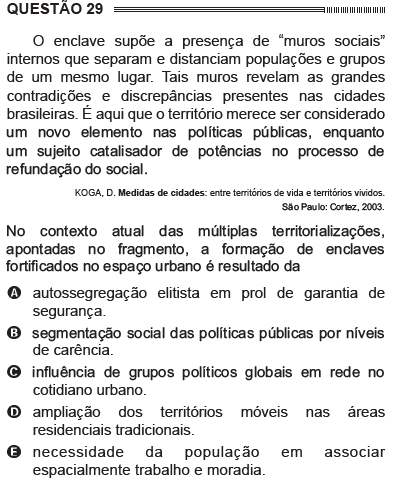 QUESTÃO 29
O enclave supõe a presença de “muros sociais”
internos que separam e distanciam populações e grupos
de um mesmo lugar. Tais muros revelam as grandes
contradições e discrepâncias presentes nas cidades
brasileiras. É aqui que o território merece ser considerado
um novo elemento nas políticas públicas, enquanto
um sujeito catalisador de potências no processo de
refundação do social.
KOGA, D. Medidas de cidades: entre territórios de vida e territórios vividos.
São Paulo: Cortez, 2003.
No contexto atual das múltiplas territorializações,
apontadas no fragmento, a formação de enclaves
fortificados no espaço urbano é resultado da
A autossegregação elitista em prol de garantia de
segurança.
B segmentação social das políticas públicas por níveis
de carência.
C influência de grupos políticos globais em rede no
cotidiano urbano.
D ampliação dos territórios móveis nas áreas
residenciais tradicionais.
E necessidade da população em associar
espacialmente trabalho e moradia.